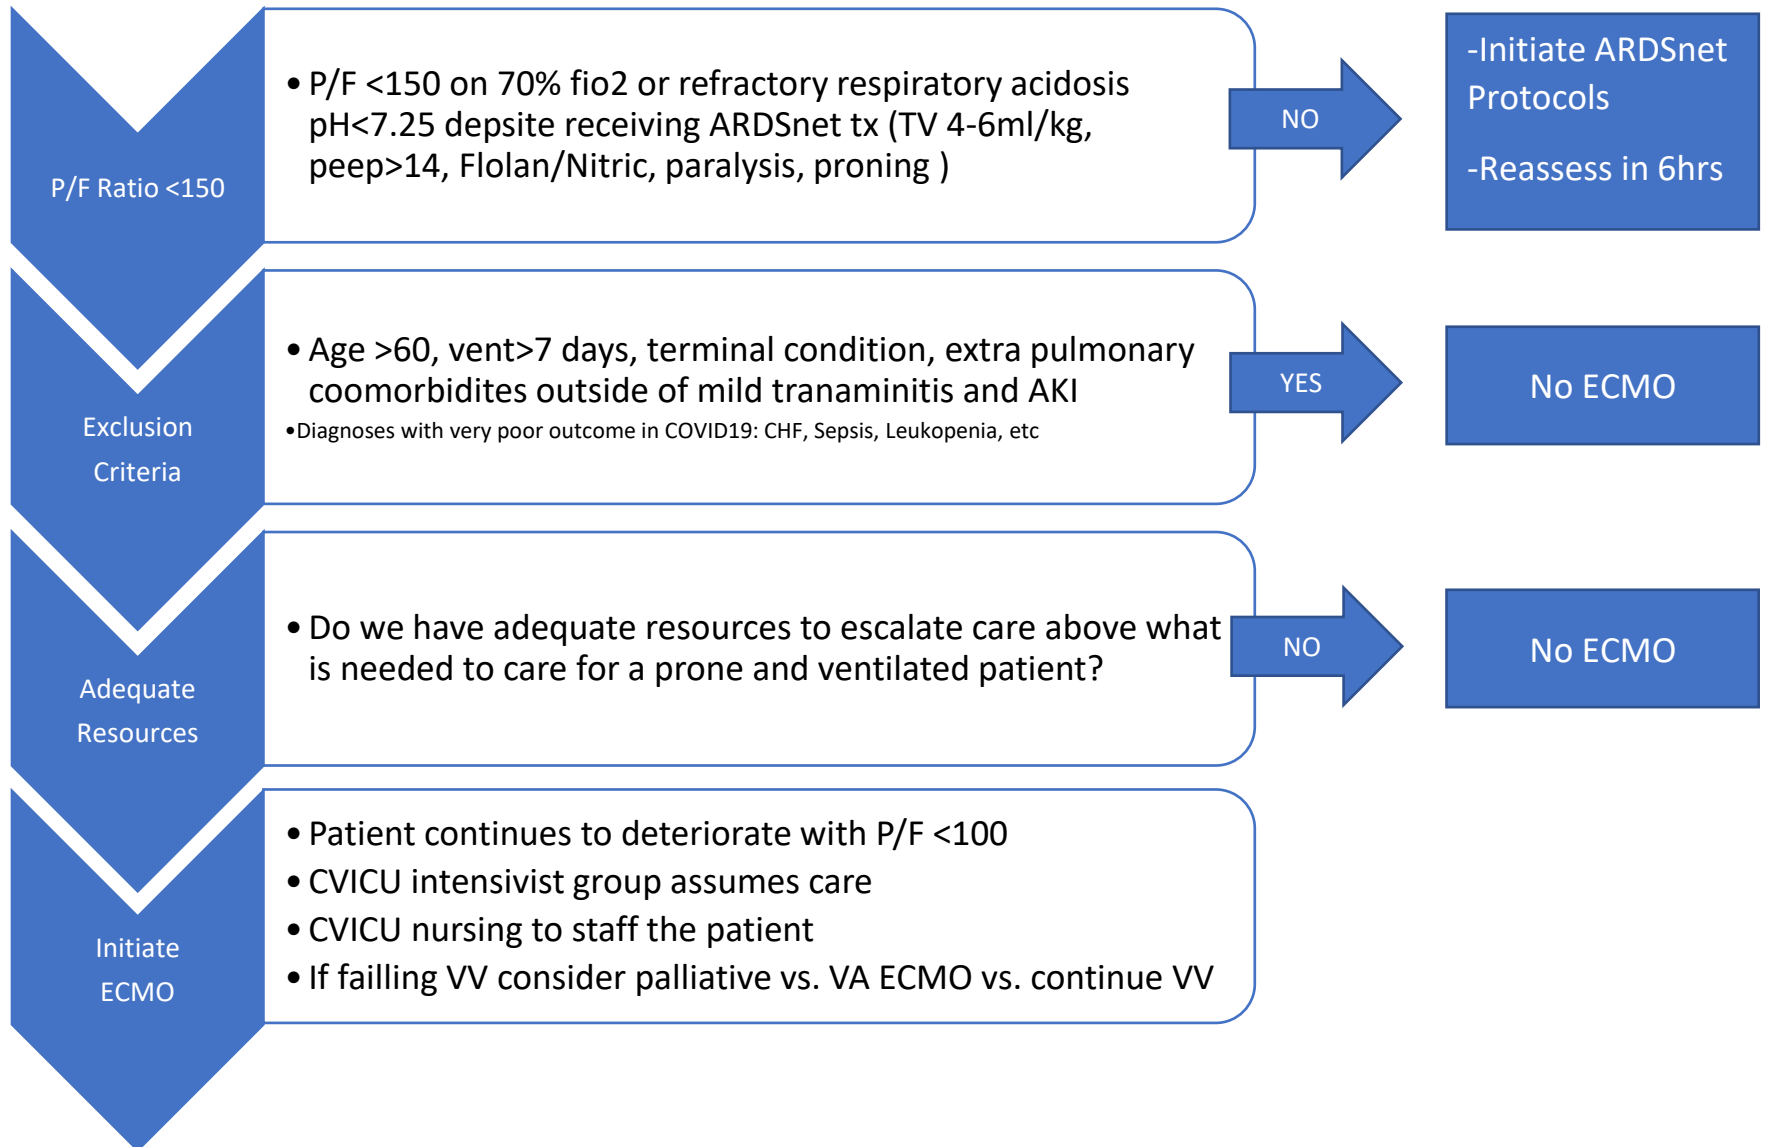 P/F Ratio <150
• P/F <150 on 70% fio2 or refractory respiratory acidosis
pH<7.25 depsite receiving ARDSnet tx (TV 4-6ml/kg,
peep>14, Flolan/Nitric, paralysis, proning )
NO
-Initiate ARDSnet
Protocols
-Reassess in 6hrs
Exclusion
Criteria
• Age >60, vent>7 days, terminal condition, extra pulmonary
coomorbidites outside of mild tranaminitis and AKI
•Diagnoses with very poor outcome in COVID19: CHF, Sepsis, Leukopenia, etc
YES
No ECMO
Adequate
Resources
• Do we have adequate resources to escalate care above what
is needed to care for a prone and ventilated patient?
NO
No ECMO
Initiate
ECMO
• Patient continues to deteriorate with P/F <100
• CVICU intensivist group assumes care
• CVICU nursing to staff the patient
• If failling VV consider palliative vs. VA ECMO vs. continue VV